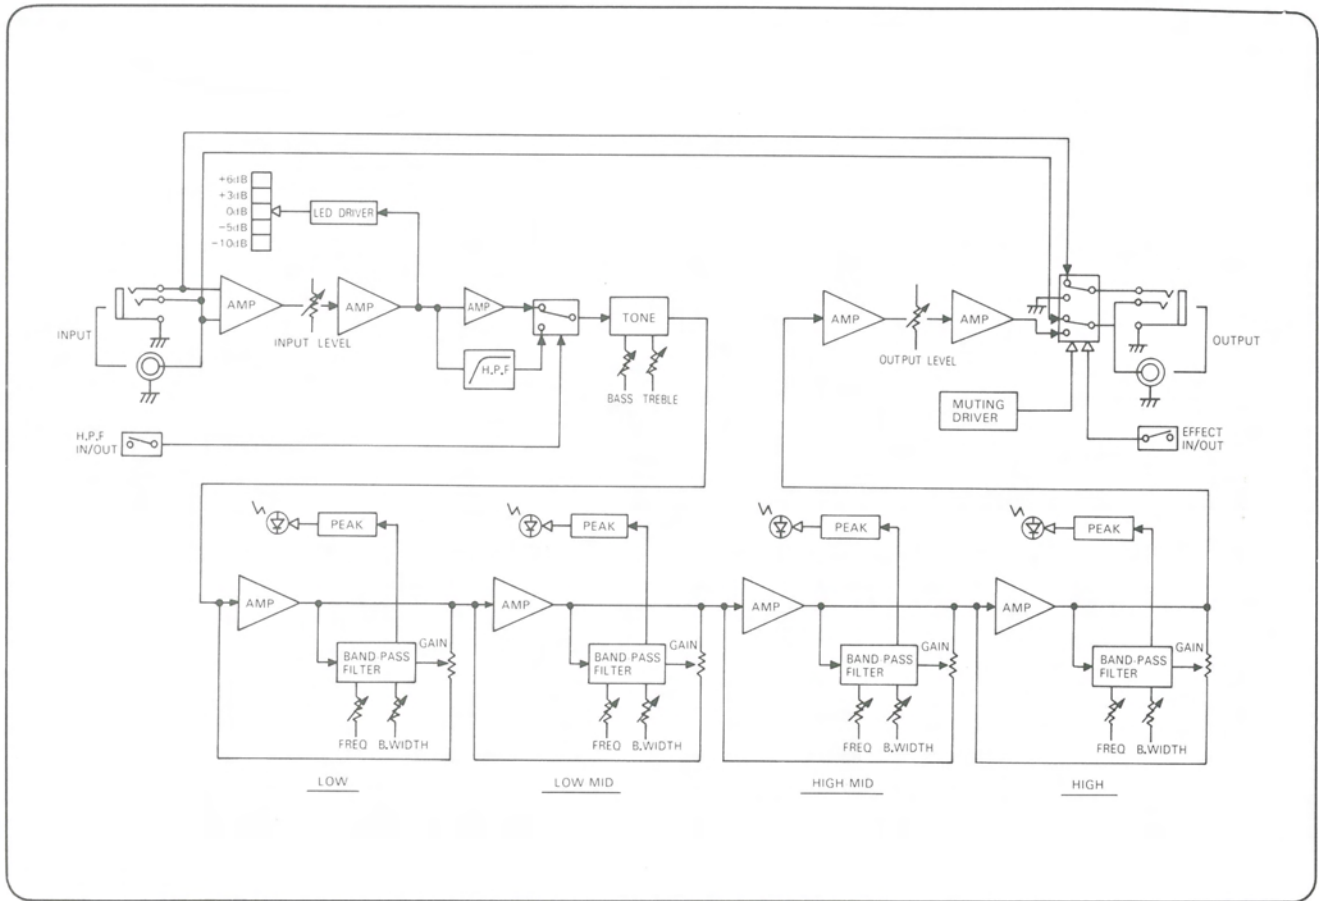 +6dB
+3dB
0dB
-5dB
-10dB
LED DRIVER
INPUT
AMP
INPUT LEVEL
AMP
AMP
H.P.F
TONE
BASS TREBLE
H.P.F
IN/OUT
AMP
OUTPUT LEVEL
AMP
OUTPUT
MUTING
DRIVER
EFFECT
IN/OUT
PEAK
AMP
BAND PASS
FILTER
GAIN
FREQ B.WIDTH
LOW
PEAK
AMP
BAND PASS
FILTER
GAIN
FREQ B.WIDTH
LOW MID
PEAK
AMP
BAND PASS
FILTER
GAIN
FREQ B.WIDTH
HIGH MID
PEAK
AMP
BAND-PASS
FILTER
GAIN
FREQ B.WIDTH
HIGH